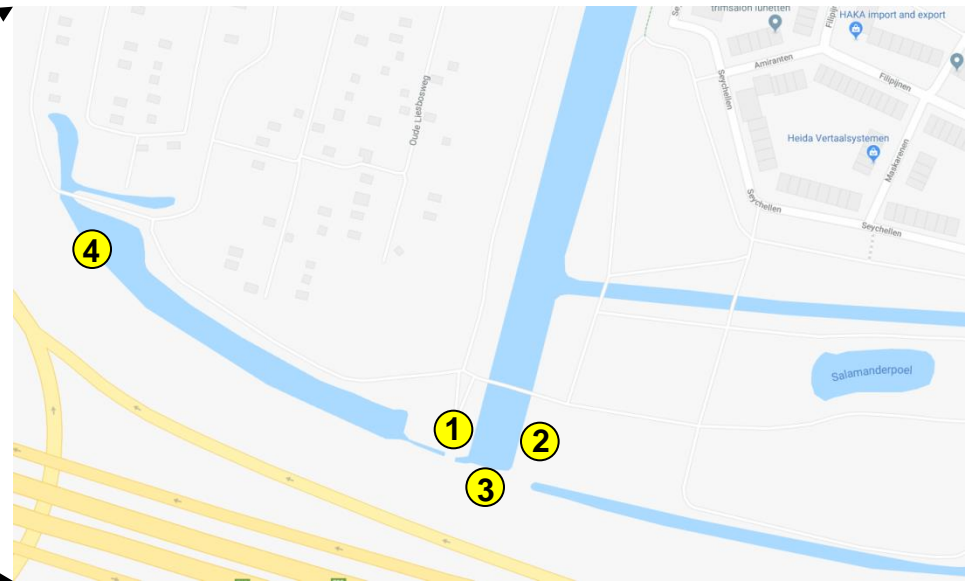 trimsalon lunetten
HAKA import and export
Amiranten
Filipijnen
Seychellen
Oude Liesbosweg
Heida Vertaalsystemen
Maskarenen
Seychellen
Seychellen
4
Salamanderpoel
1
2
3